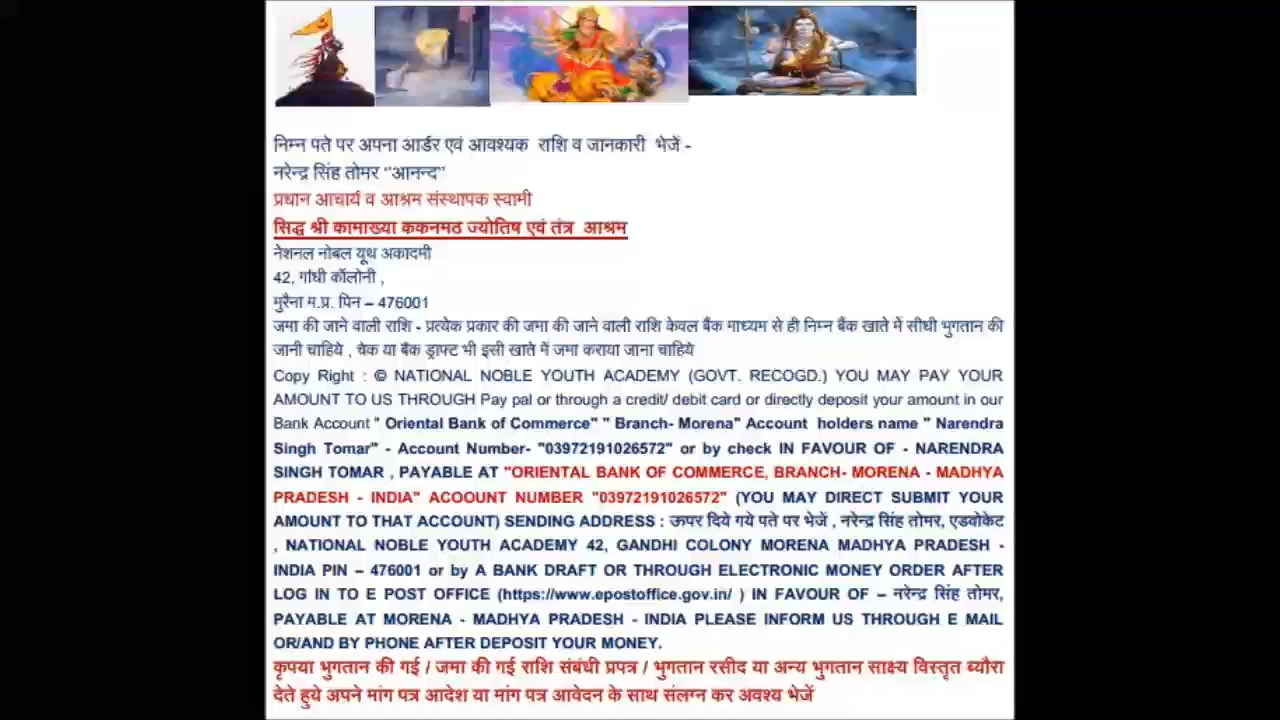 निम्न पते पर अपना आर्डर एवं आवश्यक राशि व जानकारी भेजें -
नरेन्द्र सिंह तोमर ''आनन्द''
प्रधान आचार्य व आश्रम संस्थापक स्वामी
सिद्ध श्री कामाख्या ककनमठ ज्योतिष एवं तंत्र आश्रम
नेशनल नोबल यूथ अकादमी
42, गांधी कॉलोनी ,
मुरैना म.प्र. पिन – 476001
जमा की जाने वाली राशि - प्रत्येक प्रकार की जमा की जाने वाली राशि केवल बैंक माध्यम से ही निम्न बैंक खाते में सीधी भुगतान की
जानी चाहिये , चेक या बैंक ड्राफ्ट भी इसी खाते में जमा कराया जाना चाहिये
Copy Right : © NATIONAL NOBLE YOUTH ACADEMY (GOVT. RECOGD.) YOU MAY PAY YOUR
AMOUNT TO US THROUGH Pay pal or through a credit/ debit card or directly deposit your amount in our
Bank Account " Oriental Bank of Commerce" " Branch- Morena" Account holders name " Narendra
Singh Tomar" - Account Number- "03972191026572" or by check IN FAVOUR OF - NARENDRA
SINGH TOMAR , PAYABLE AT "ORIENTAL BANK OF COMMERCE, BRANCH- MORENA - MADHYA
PRADESH - INDIA" ACOOUNT NUMBER "03972191026572" (YOU MAY DIRECT SUBMIT YOUR
AMOUNT TO THAT ACCOUNT) SENDING ADDRESS : ऊपर दिये गये पते पर भेजें , नरेन्द्र सिंह तोमर, एडवोकेट
, NATIONAL NOBLE YOUTH ACADEMY 42, GANDHI COLONY MORENA MADHYA PRADESH -
INDIA PIN – 476001 or by A BANK DRAFT OR THROUGH ELECTRONIC MONEY ORDER AFTER
LOG IN TO E POST OFFICE (https://www.epostoffice.gov.in/ ) IN FAVOUR OF – नरेन्द्र सिंह तोमर,
PAYABLE AT MORENA - MADHYA PRADESH - INDIA PLEASE INFORM US THROUGH E MAIL
OR/AND BY PHONE AFTER DEPOSIT YOUR MONEY.
कृपया भुगतान की गई / जमा की गई राशि संबंधी प्रपत्र / भुगतान रसीद या अन्य भुगतान साक्ष्य विस्तृत ब्यौरा
देते हुये अपने मांग पत्र आदेश या मांग पत्र आवेदन के साथ संलग्न कर अवश्य भेजें